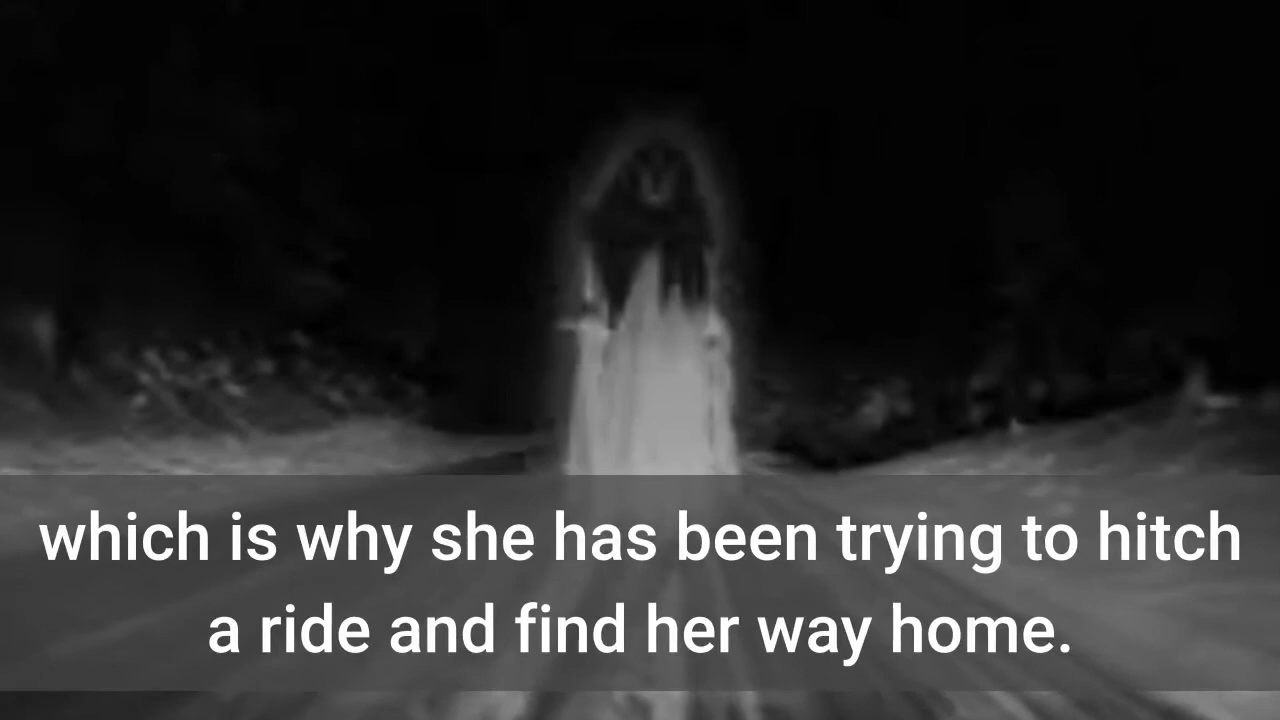 which is why she has been trying to hitch
a ride and find her way home.